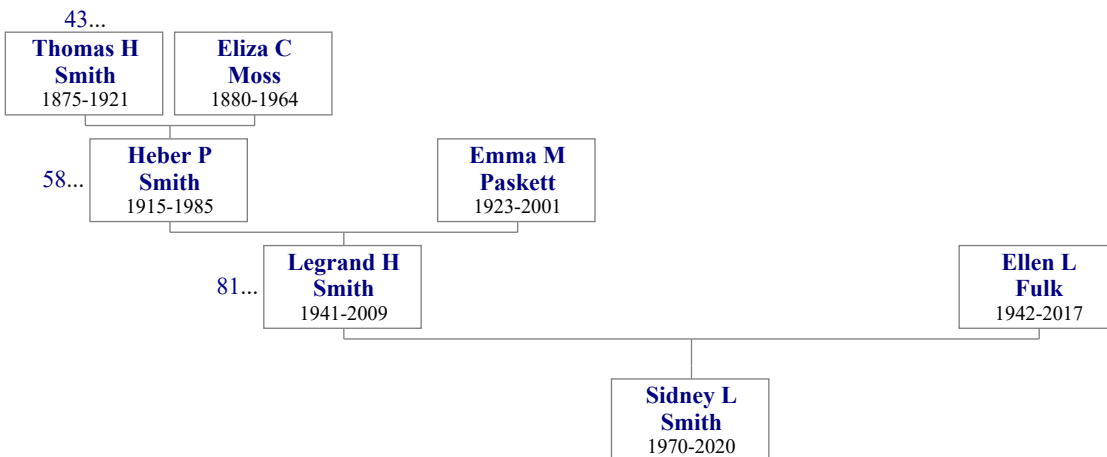 43...
Thomas H
Smith
1875-1921
Eliza C
Moss
1880-1964
58...
Heber P
Smith
1915-1985
Emma M
Paskett
1923-2001
81...
Legrand H
Smith
1941-2009
Ellen L
Fulk
1942-2017
Sidney L
Smith
1970-2020